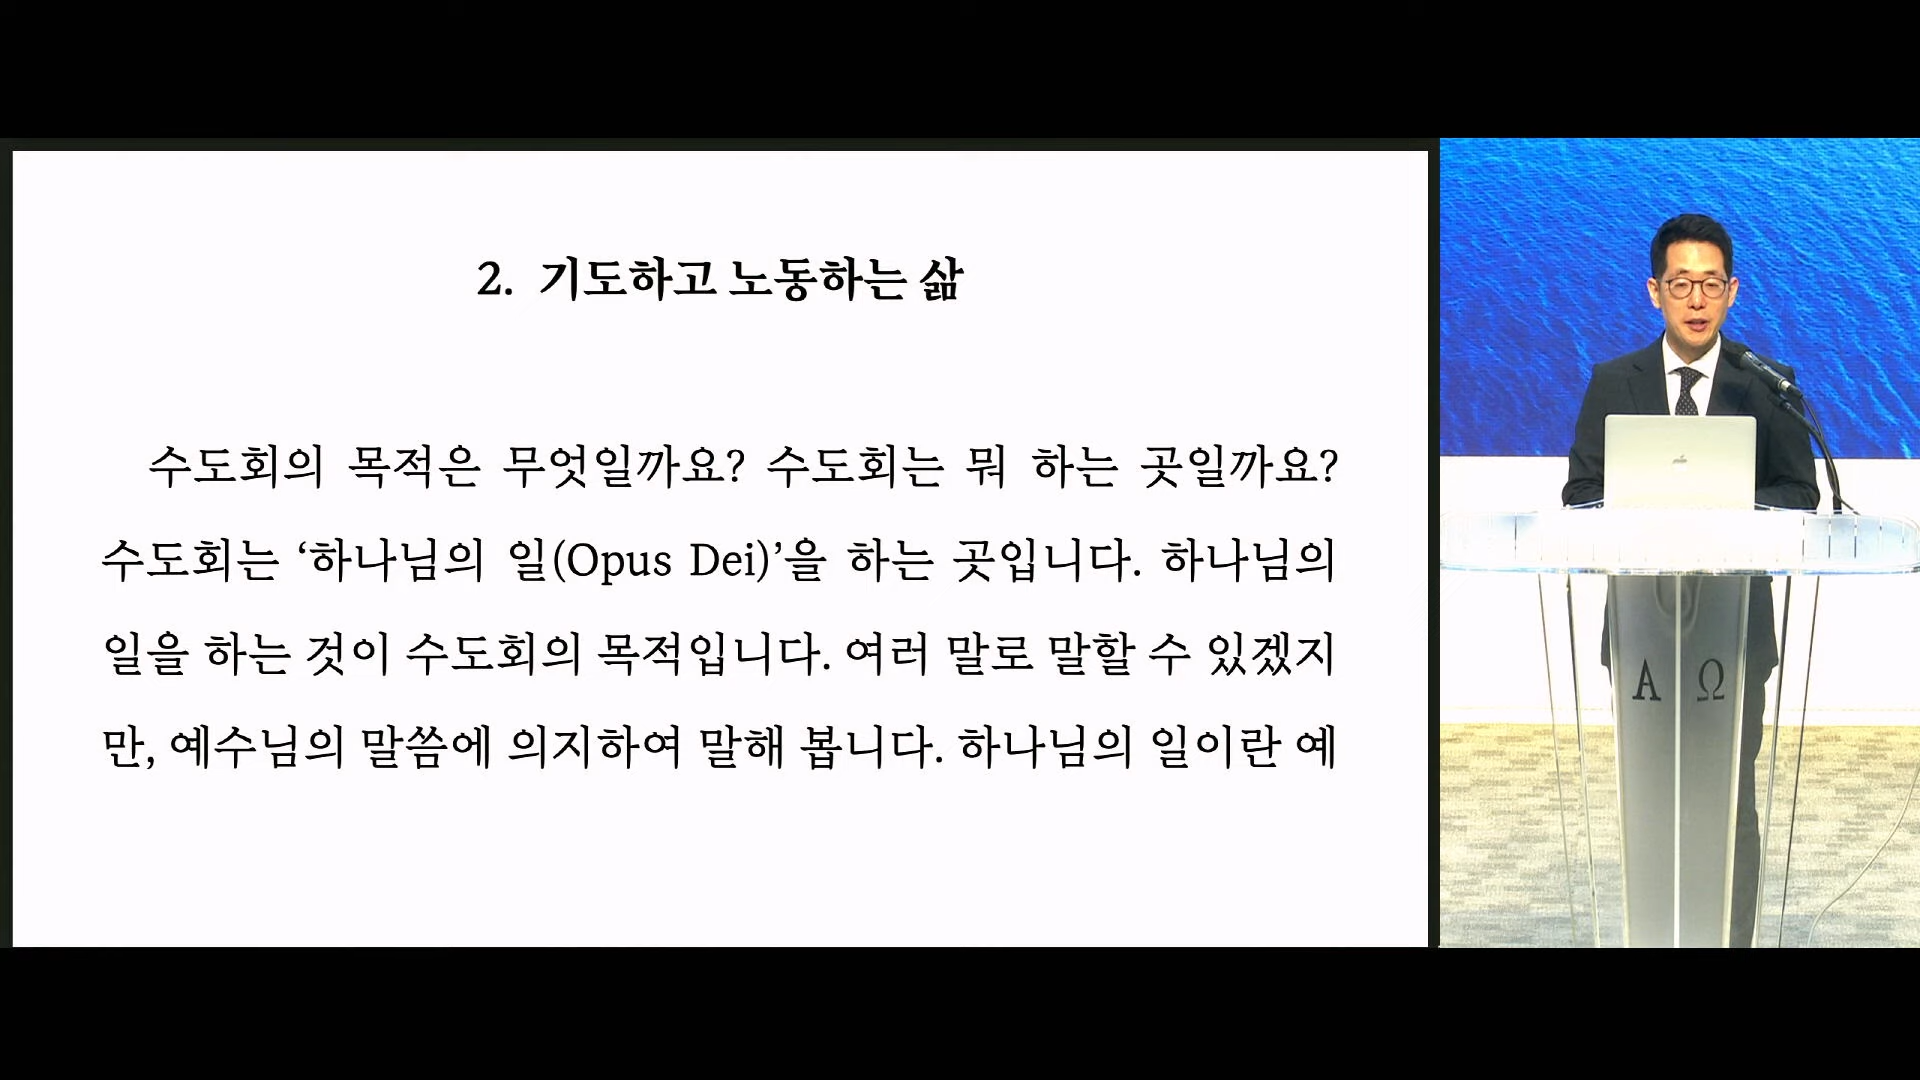 2. 기도하고 노동하는 삶
수도회의 목적은 무엇일까요? 수도회는 뭐 하는 곳일까요?
수도회는 ‘하나님의 일(Opus Dei)’을 하는 곳입니다. 하나님의
일을 하는 것이 수도회의 목적입니다. 여러 말로 말할 수 있겠지
만, 예수님의 말씀에 의지하여 말해 봅니다. 하나님의 일이란 예
Α Ω